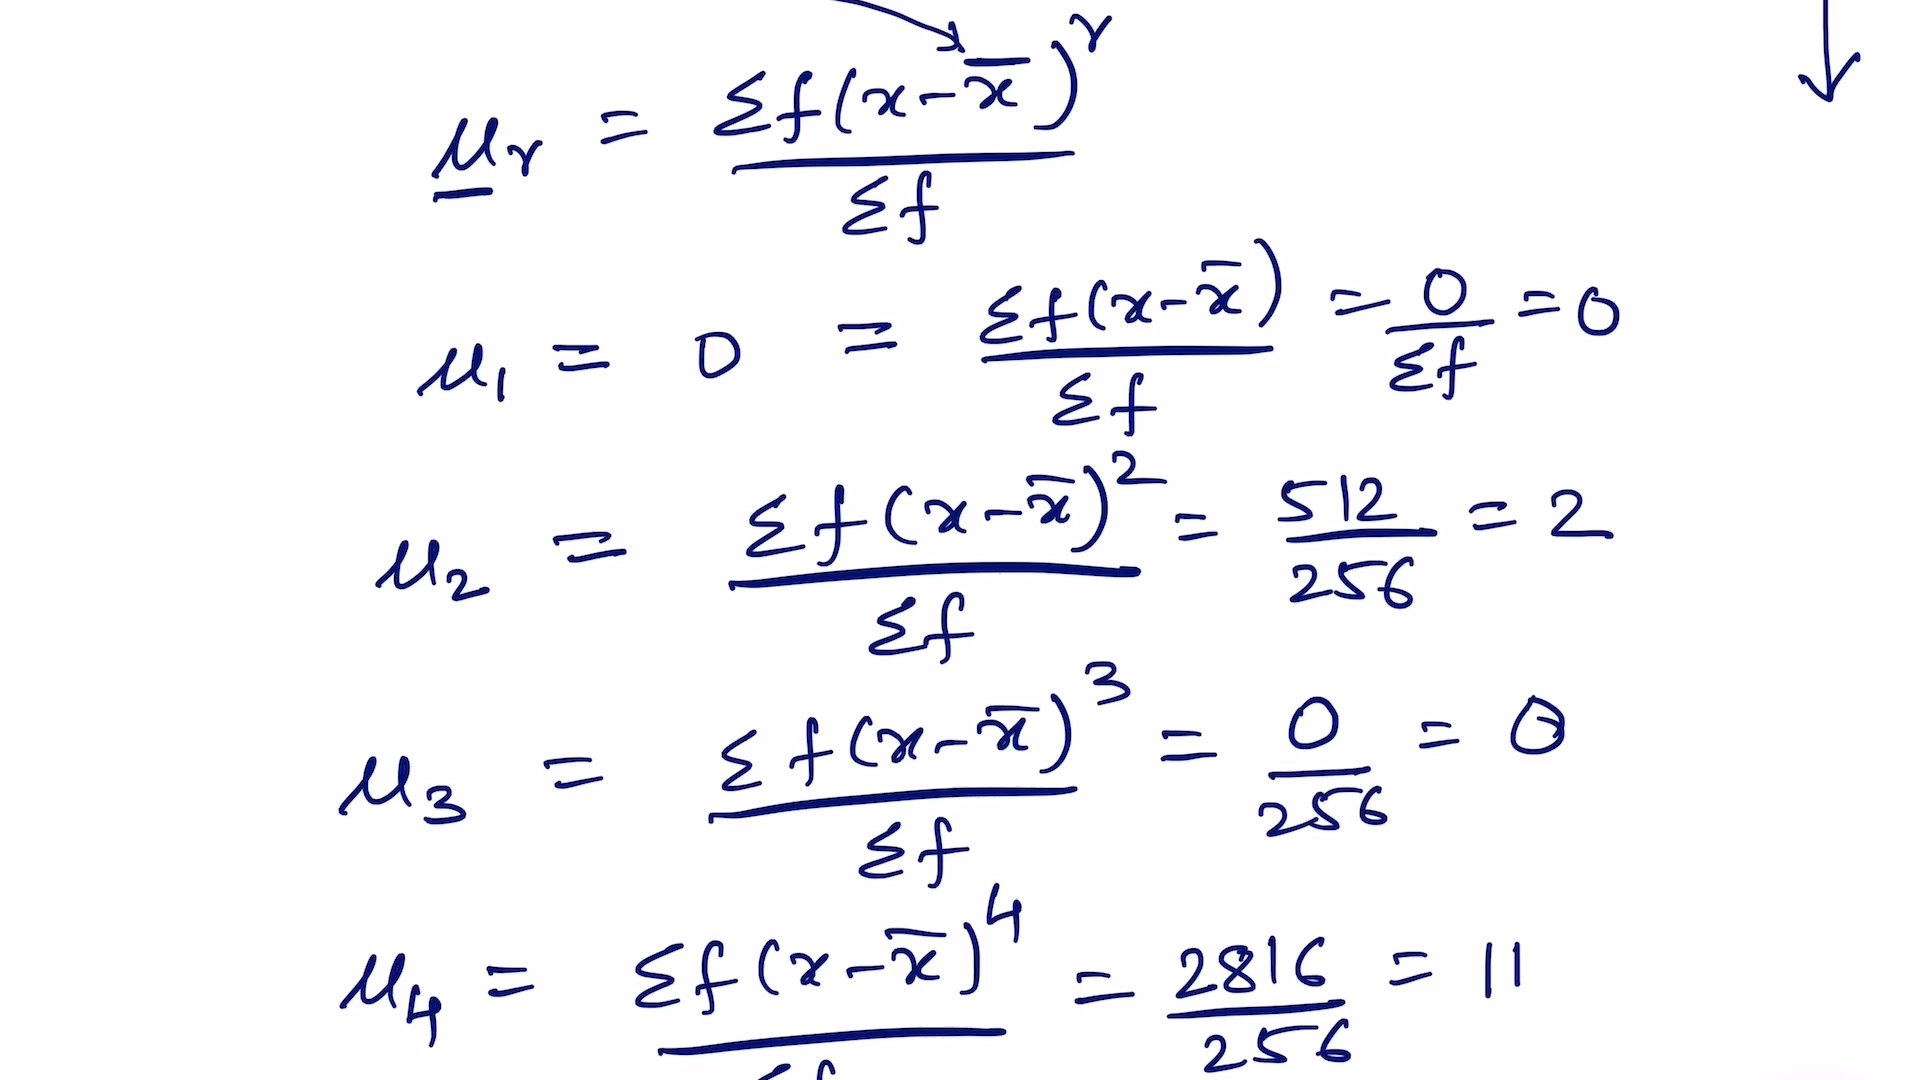 μᵣ = Σf(x-x̄)ʳ / Σf
μ₁ = 0 = Σf(x-x̄) / Σf = 0 / Σf = 0
μ₂ = Σf(x-x̄)² / Σf = 512 / 256 = 2
μ₃ = Σf(x-x̄)³ / Σf = 0 / 256 = 0
μ₄ = Σf(x-x̄)⁴ / Σf = 2816 / 256 = 11